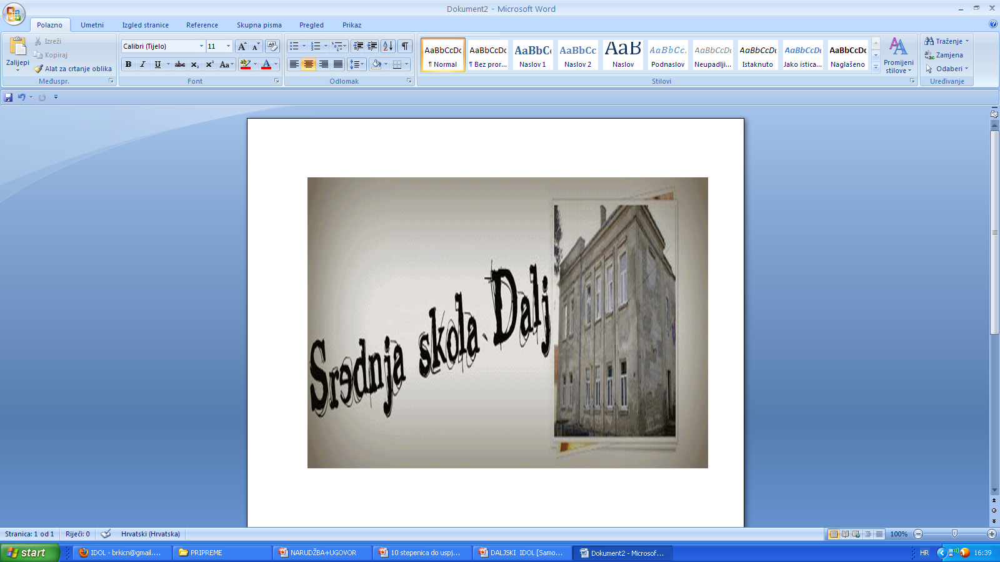 Dokument2 - Microsoft Word
Polazno Umetni Izgled stranice Reference Skupna pisma Pregled Prikaz
Zalijepi
Izreži
Kopiraj
Alat za crtanje oblika
Međuspr.
Calibri (Tijelo) 11
Font
Odlomak
AaBbCcDc AaBbCcDc AaBbC AaBbCc AaB AaBbCc. AaBbCcDc AaBbCcDc AaBbCcDc AaBbCcDc
¶ Normal ¶ Bez pror... Naslov 1 Naslov 2 Naslov Podnaslov Neupadlji... Istaknuto Jako istica... Naglašeno
Promijeni stilove
Stilovi
Traženje
Zamjena
Odaberi
Uređivanje
Srednja skola Dalj
Stranica: 1 od 1 Riječi: 0 Hrvatski (Hrvatska) 100%
start IDOL - brkicn@gmail.... PRIPREME NARUDŽBA+UGOVOR 10 stepenica do uspj... DALJSKI IDOL [Samo... Dokument2 - Microsof... HR 16:39